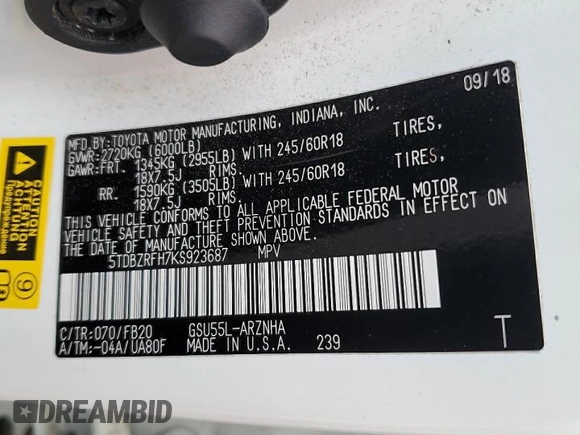 09/18
MFD.BY:TOYOTA MOTOR MANUFACTURING, INDIANA, INC.
GVWR:2720KG (6000LB)
GAWR:FRT. 1345KG (2955LB) WITH 245/60R18 TIRES,
18X7.5J RIMS.
RR. 1590KG (3505LB) WITH 245/60R18 TIRES,
18X7.5J RIMS.
THIS VEHICLE CONFORMS TO ALL APPLICABLE FEDERAL MOTOR
VEHICLE SAFETY AND THEFT PREVENTION STANDARDS IN EFFECT ON
THE DATE OF MANUFACTURE SHOWN ABOVE.
5TDBZRFH7KS923687 MPV
C/TR:070/FB20 GSU55L-ARZNHA T
A/TM:-04A/UA80F MADE IN U.S.A. 239
CAUTION
ACHTUNG
ATTENTION
9
DREAMBID